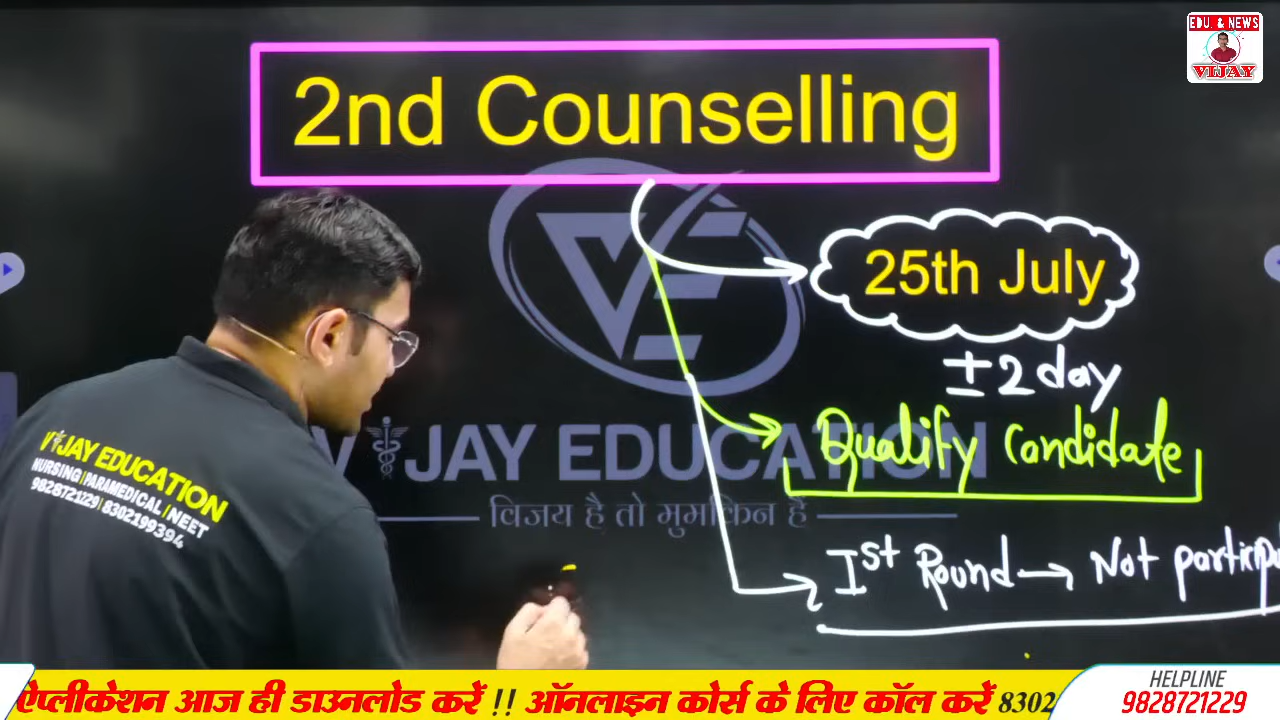 EDU. & NEWS
VIJAY
2nd Counselling
25th July
± 2 day
Qualify Candidate
VIJAY EDUCATION
विजय है तो मुमकिन है
Ist Round → Not particip
VIJAY EDUCATION
NURSING | PARAMEDICAL | NEET
9828721129 | 8302199394
ऐप्लीकेशन आज ही डाउनलोड करें !! ऑनलाइन कोर्स के लिए कॉल करें 8302
HELPLINE
9828721229